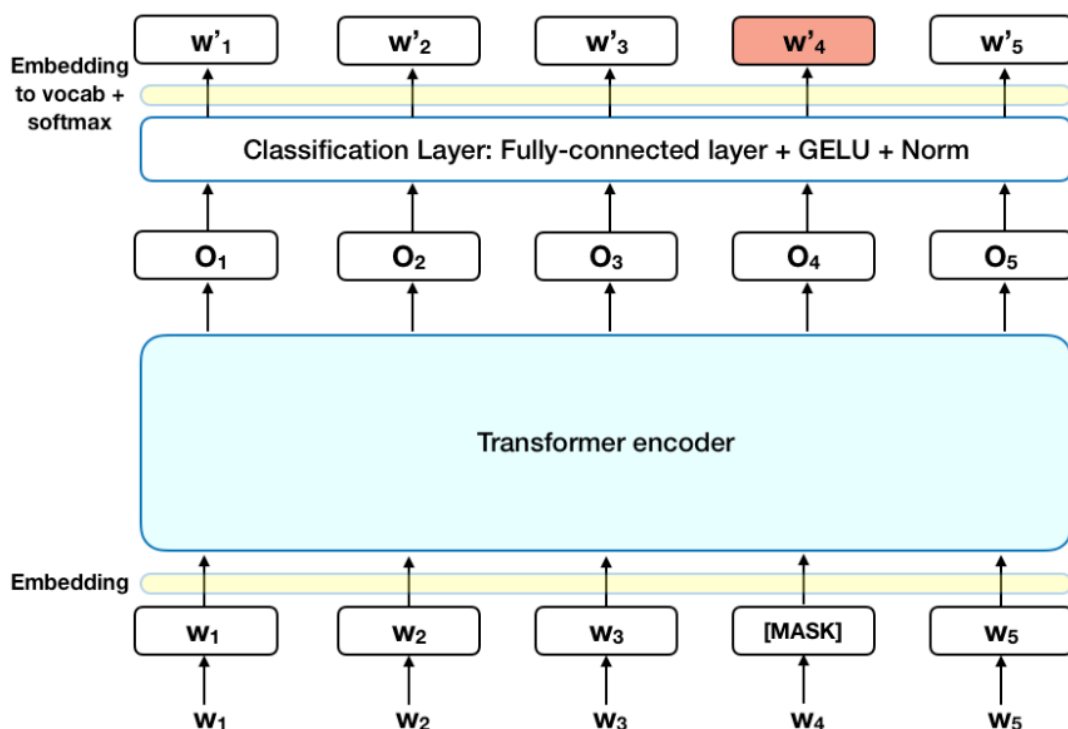 w'₁ w'₂ w'₃ w'₄ w'₅
Embedding
to vocab +
softmax
Classification Layer: Fully-connected layer + GELU + Norm
O₁ O₂ O₃ O₄ O₅
Transformer encoder
Embedding
W₁ W₂ W₃ [MASK] W₅
W₁ W₂ W₃ W₄ W₅